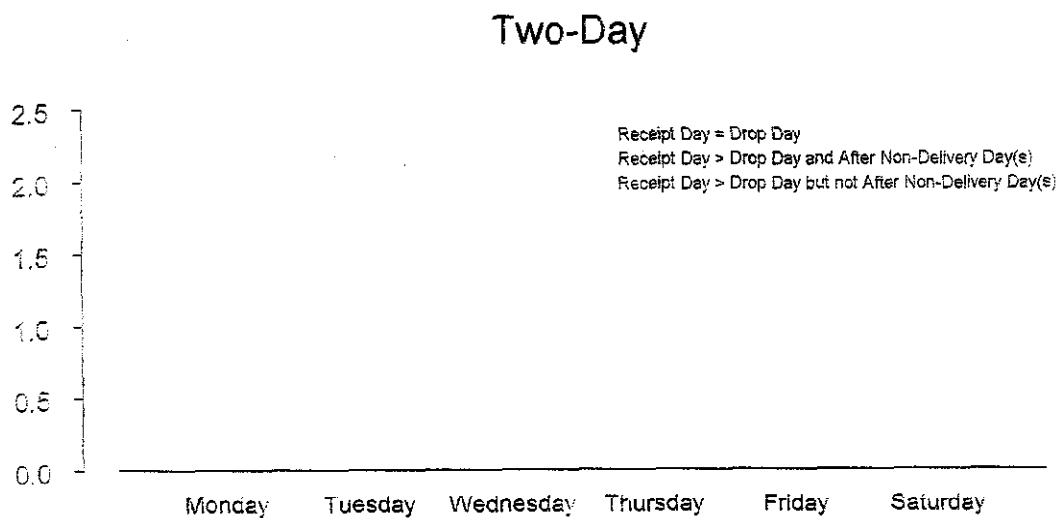 Two-Day
2.5
2.0
1.5
1.0
0.5
0.0
Receipt Day = Drop Day
Receipt Day > Drop Day and After Non-Delivery Day(s)
Receipt Day > Drop Day but not After Non-Delivery Day(s)
Monday Tuesday Wednesday Thursday Friday Saturday